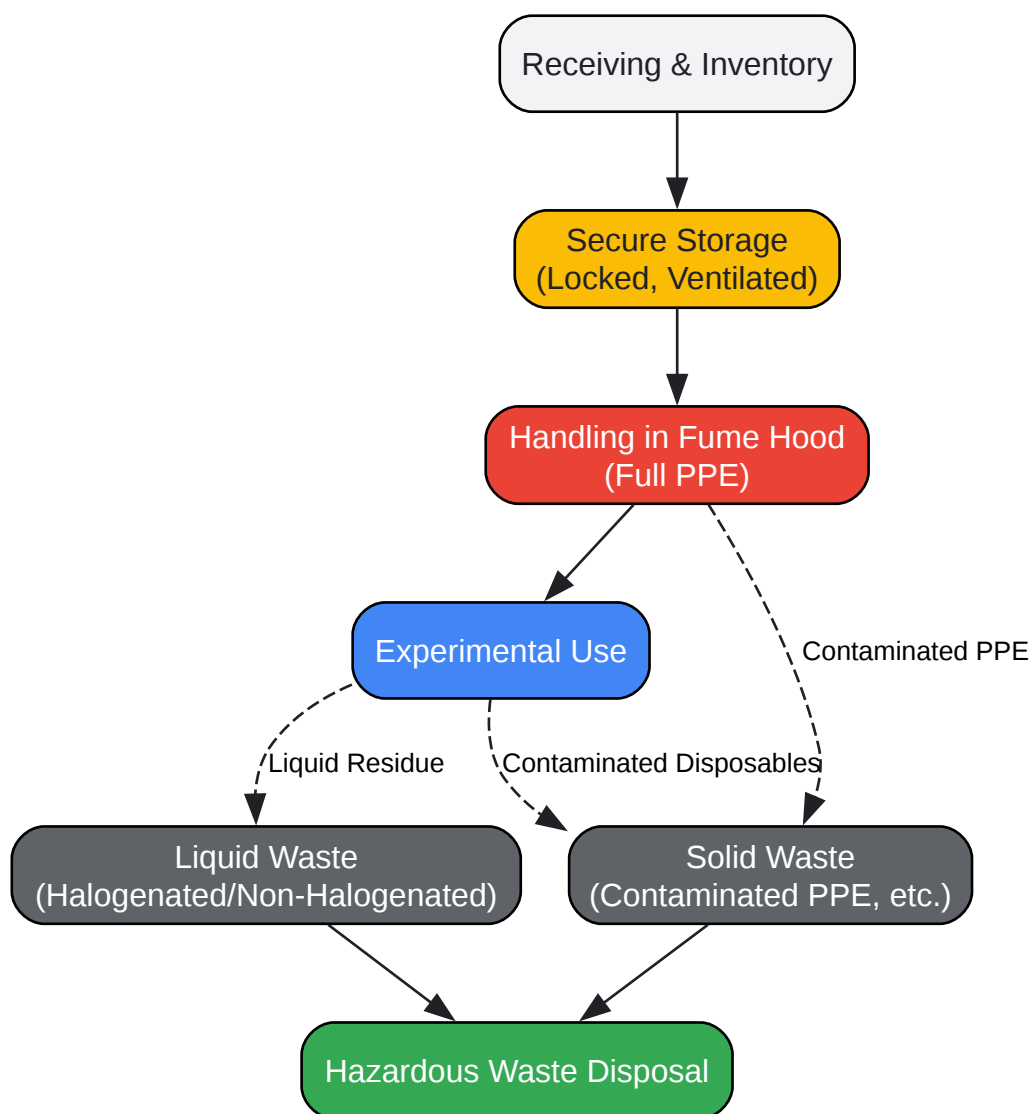 Receiving & Inventory
Secure Storage
(Locked, Ventilated)
Handling in Fume Hood
(Full PPE)
Experimental Use
Contaminated PPE
Liquid Residue
Contaminated Disposables
Liquid Waste
(Halogenated/Non-Halogenated)
Solid Waste
(Contaminated PPE, etc.)
Hazardous Waste Disposal